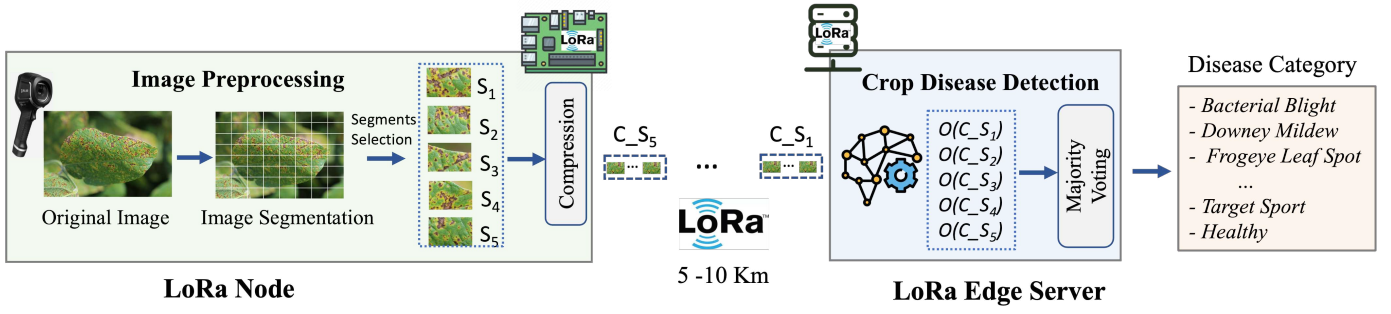 LoRa
LoRa
Image Preprocessing
Segments
Selection
Original Image
Image Segmentation
S1
S2
S3
S4
S5
Compression
LoRa Node
C_S5
...
...
C_S1
...
LoRa™
5 -10 Km
Crop Disease Detection
O(C_S1)
O(C_S2)
O(C_S3)
O(C_S4)
O(C_S5)
Majority
Voting
LoRa Edge Server
Disease Category
- Bacterial Blight
- Downey Mildew
- Frogeye Leaf Spot
...
- Target Sport
- Healthy